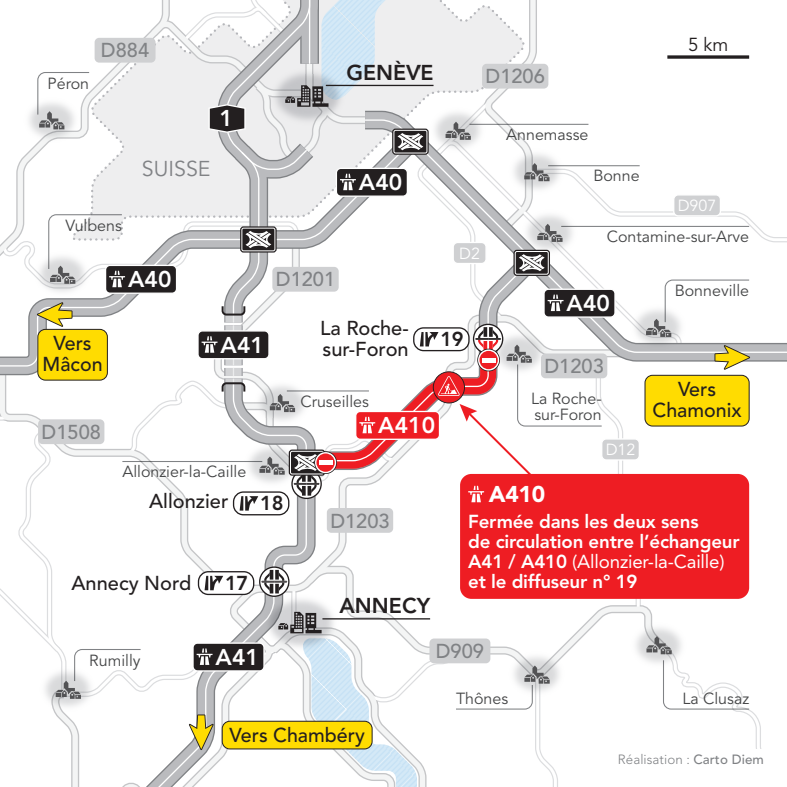 D884
5 km
GENÈVE
D1206
Péron
1
Annemasse
SUISSE
A40
Bonne
D907
Vulbens
Contamine-sur-Arve
D2
A40
D1201
Bonneville
A40
La Roche-
sur-Foron
19
Vers
Mâcon
A41
D1203
Vers
Chamonix
La Roche-
sur-Foron
Cruseilles
A410
D1508
D12
Allonzier-la-Caille
Allonzier
18
D1203
A410
Fermée dans les deux sens
de circulation entre l'échangeur
A41 / A410 (Allonzier-la-Caille)
et le diffuseur n° 19
Annecy Nord
17
ANNECY
Rumilly
A41
D909
Thônes
La Clusaz
Vers Chambéry
Réalisation : Carto Diem